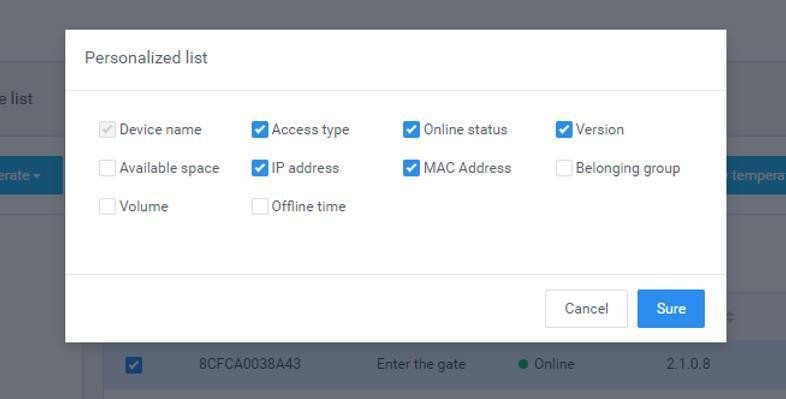 Personalized list
e list
Device name Access type Online status Version
erate
Available space IP address MAC Address Belonging group
temperat
Volume Offline time
Cancel Sure
8CFCA0038A43 Enter the gate Online 2.1.0.8